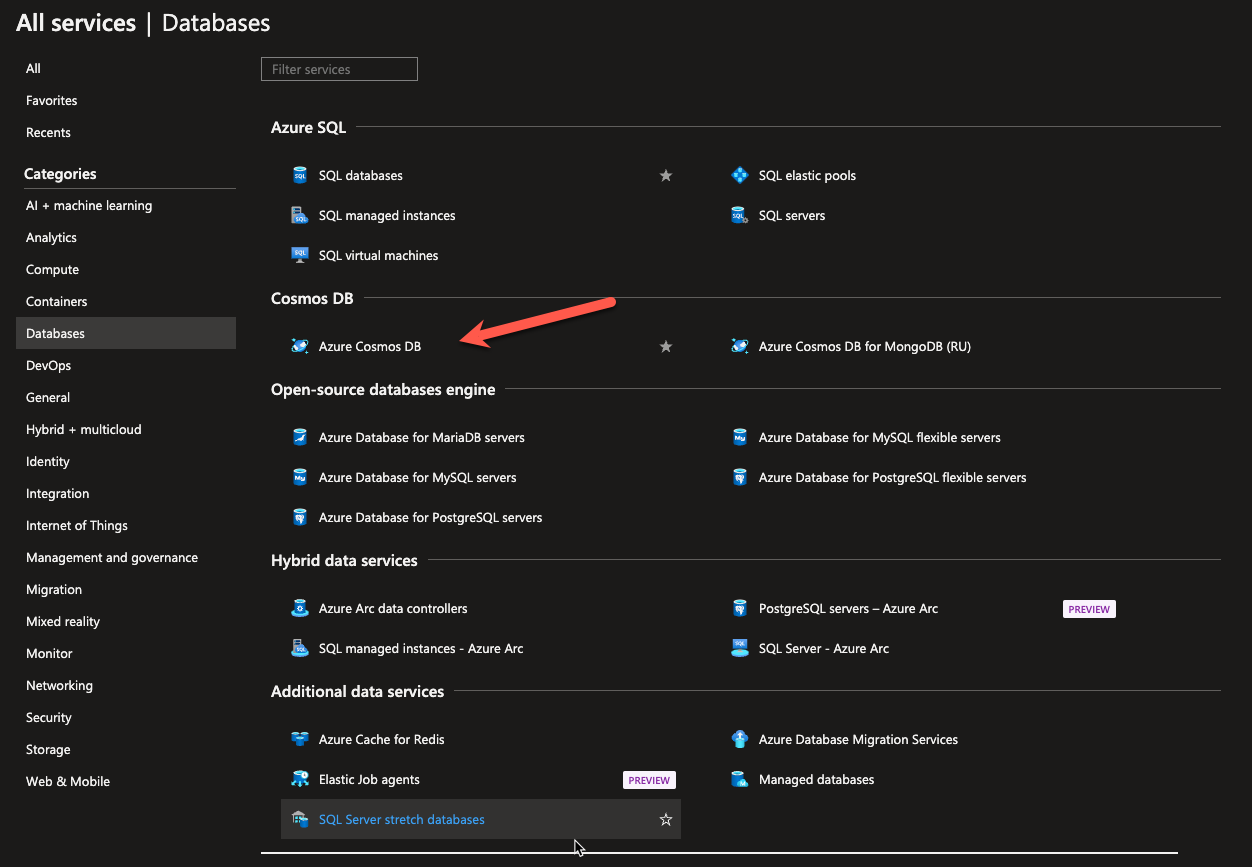 All services | Databases
All
Favorites
Recents
Categories
AI + machine learning
Analytics
Compute
Containers
Databases
DevOps
General
Hybrid + multicloud
Identity
Integration
Internet of Things
Management and governance
Migration
Mixed reality
Monitor
Networking
Security
Storage
Web & Mobile
Filter services
Azure SQL
SQL databases
SQL elastic pools
SQL managed instances
SQL servers
SQL virtual machines
Cosmos DB
Azure Cosmos DB
Azure Cosmos DB for MongoDB (RU)
Open-source databases engine
Azure Database for MariaDB servers
Azure Database for MySQL flexible servers
Azure Database for MySQL servers
Azure Database for PostgreSQL flexible servers
Azure Database for PostgreSQL servers
Hybrid data services
Azure Arc data controllers
PostgreSQL servers – Azure Arc PREVIEW
SQL managed instances - Azure Arc
SQL Server - Azure Arc
Additional data services
Azure Cache for Redis
Azure Database Migration Services
Elastic Job agents PREVIEW
Managed databases
SQL Server stretch databases